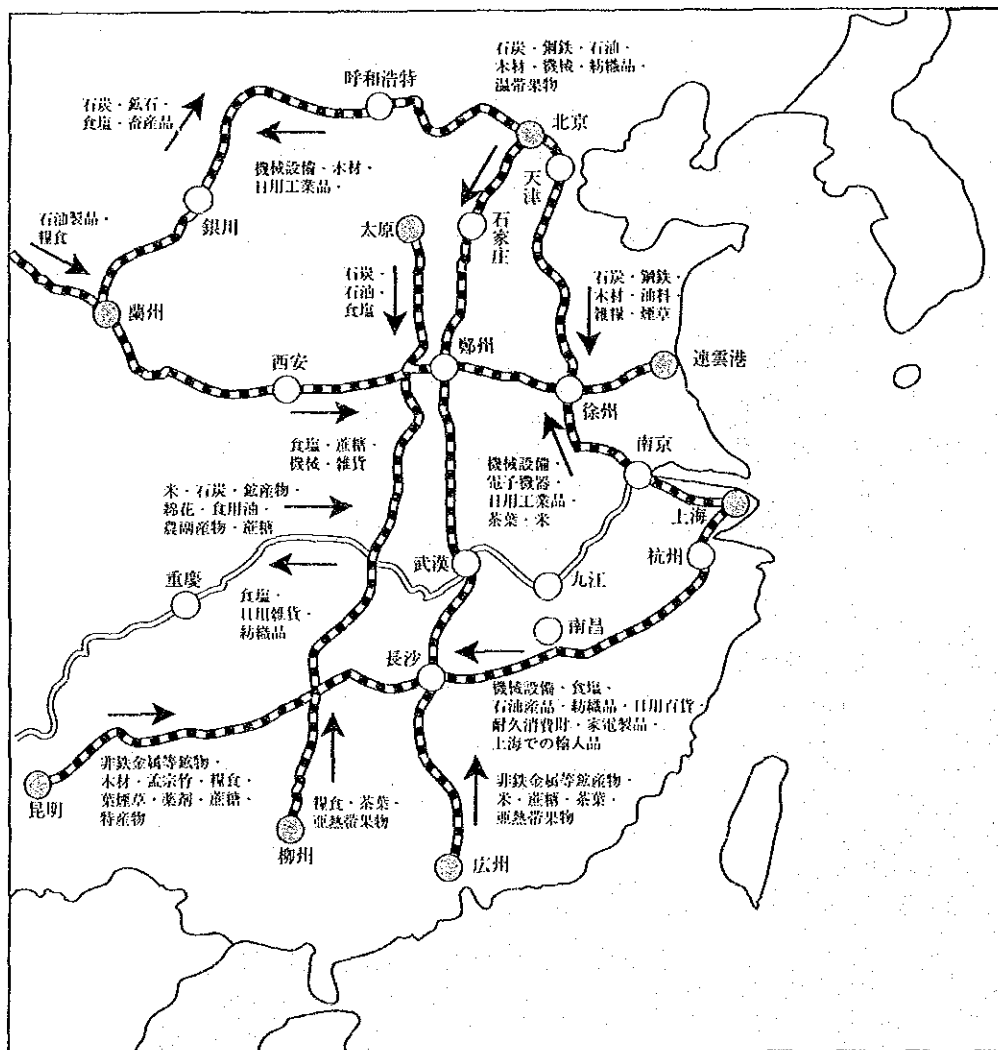 石炭・鋼鉄・石油・
木材・機械・紡織品・
温帯果物
呼和浩特
石炭・鉱石・
食塩・畜産品
北京
機械設備・木材・
日用工業品・
天津
銀川
太原
石家庄
石油製品・
糧食
石炭・
石油・
食塩
石炭・鋼鉄・
木材・油料・
雑糧・煙草
蘭州
鄭州
連雲港
西安
徐州
食塩・蔗糖・
機械・雑貨
南京
機械設備・
電子機器・
日用工業品・
茶葉・米
米・石炭・鉱産物・
綿花・食用油・
農副産物・蔗糖
上海
武漢
杭州
重慶
九江
食塩・
日用雑貨・
紡織品
南昌
長沙
機械設備・食塩・
石油産品・紡織品・日用百貨・
耐久消費財・家電製品・
上海での輸入品
非鉄金属等鉱物・
木材・孟宗竹・糧食・
葉煙草・薬剤・蔗糖・
特産物
昆明
糧食・茶葉・
亜熱帯果物
非鉄金属等鉱産物・
米・蔗糖・茶葉・
亜熱帯果物
柳州
広州